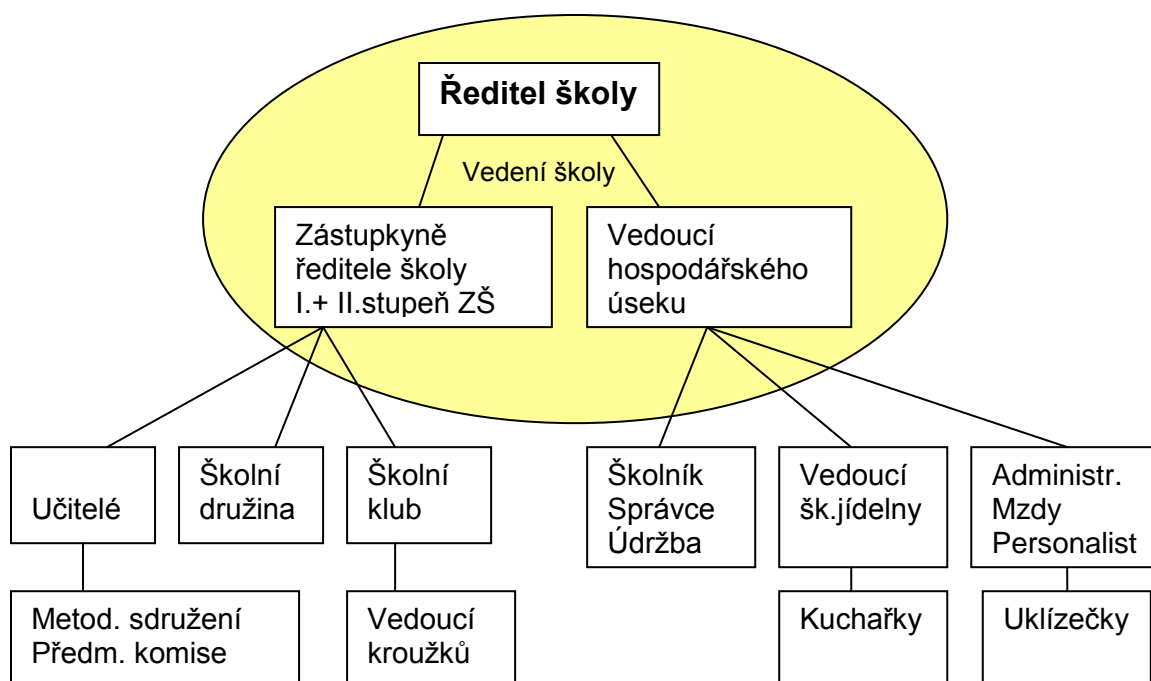 Ředitel školy
Vedení školy
Zástupkyně
ředitele školy
I.+ II.stupeň ZŠ
Vedoucí
hospodářského
úseku
Učitelé
Školní
družina
Školní
klub
Školník
Správce
Údržba
Vedoucí
šk.jídelny
Administr.
Mzdy
Personalist
Metod. sdružení
Předm. komise
Vedoucí
kroužků
Kuchařky
Uklízečky